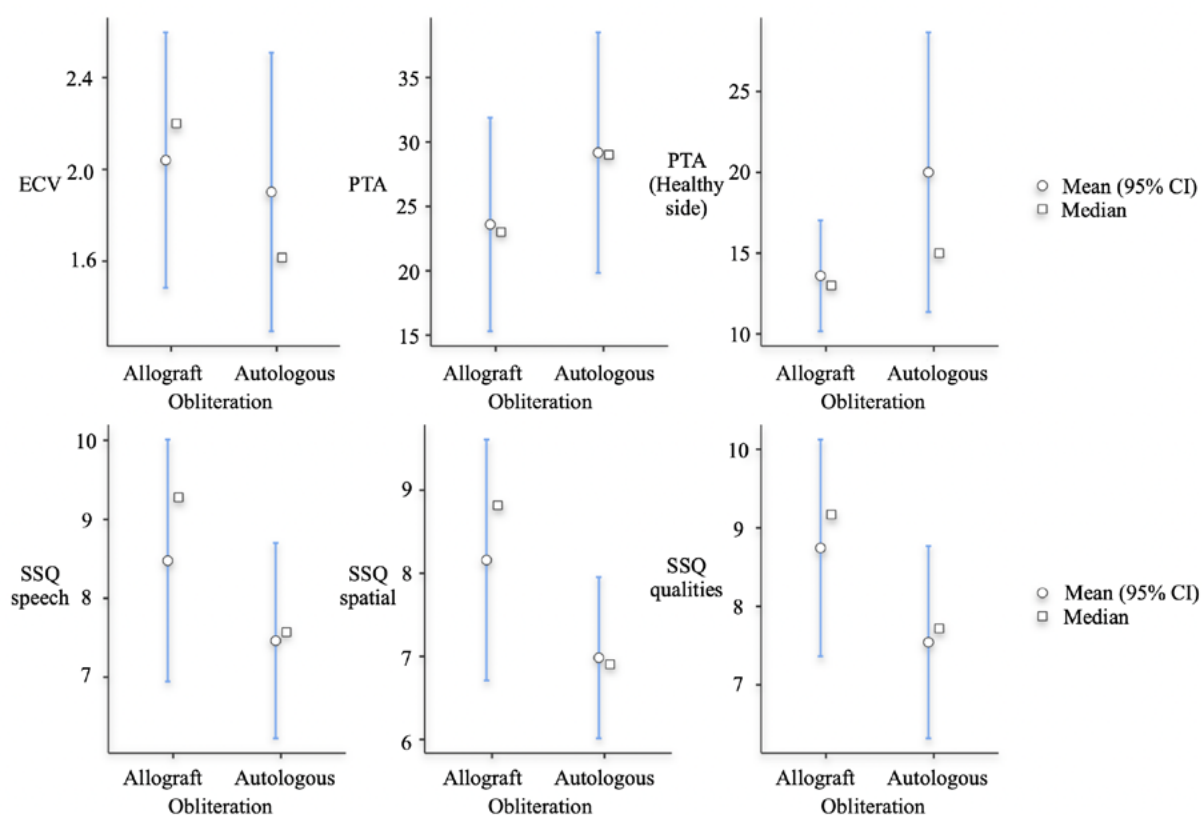 2.4
2.0
1.6
ECV
Allograft Autologous
Obliteration
35
30
25
20
15
PTA
Allograft Autologous
Obliteration
25
20
15
10
PTA
(Healthy
side)
Allograft Autologous
Obliteration
Mean (95% CI)
Median
10
9
8
7
SSQ
speech
Allograft Autologous
Obliteration
9
8
7
6
SSQ
spatial
Allograft Autologous
Obliteration
10
9
8
7
SSQ
qualities
Allograft Autologous
Obliteration
Mean (95% CI)
Median